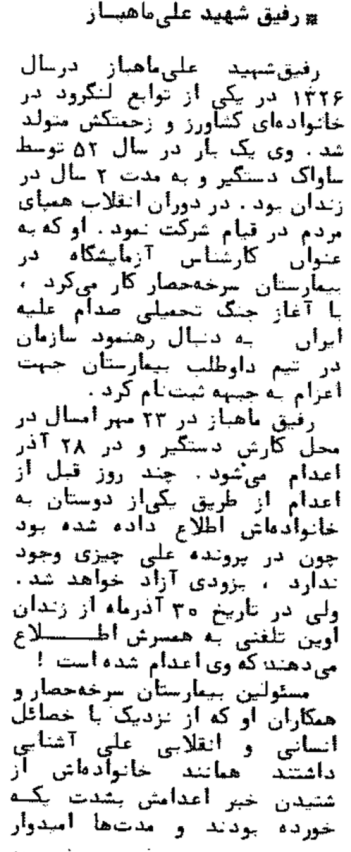 * رفیق شهید علی‌ماهباز
رفیق‌شهید علی‌ماهباز درسال
۱۳۲۶ در یکی از توابع لنگرود در
خانواده‌ای کشاورز و زحمتکش متولد
شد . وی یک بار در سال ۵۲ توسط
ساواک دستگیر و به مدت ۲ سال در
زندان بود . در دوران انقلاب همپای
مردم در قیام شرکت نمود . او که به
عنوان کارشناس آزمایشگاه در
بیمارستان سرخه‌حصار کار می‌کرد ،
با آغاز جنگ تحمیلی صدام علیه
ایران به دنبال رهنمود سازمان
در تیم داوطلب بیمارستان جهت
اعزام به جبهه ثبت‌نام کرد .
رفیق ماهباز در ۲۳ مهر امسال در
محل کارش دستگیر و در ۲۸ آذر
اعدام می‌شود . چند روز قبل از
اعدام از طریق یکی‌از دوستان به
خانواده‌اش اطلاع داده شده بود
چون در پرونده علی چیزی وجود
ندارد ، بزودی آزاد خواهد شد .
ولی در تاریخ ۳۰ آذرماه از زندان
اوین تلفنی به همسرش اطــــلاع
می‌دهند که وی اعدام شده است !
مسئولین بیمارستان سرخه‌حصار و
همکاران او که از نزدیک با خصائل
انسانی و انقلابی علی آشنایی
داشتند همانند خانواده‌اش از
شنیدن خبر اعدامش بشدت یکــه
خورده بودند و مدت‌ها امیدوار